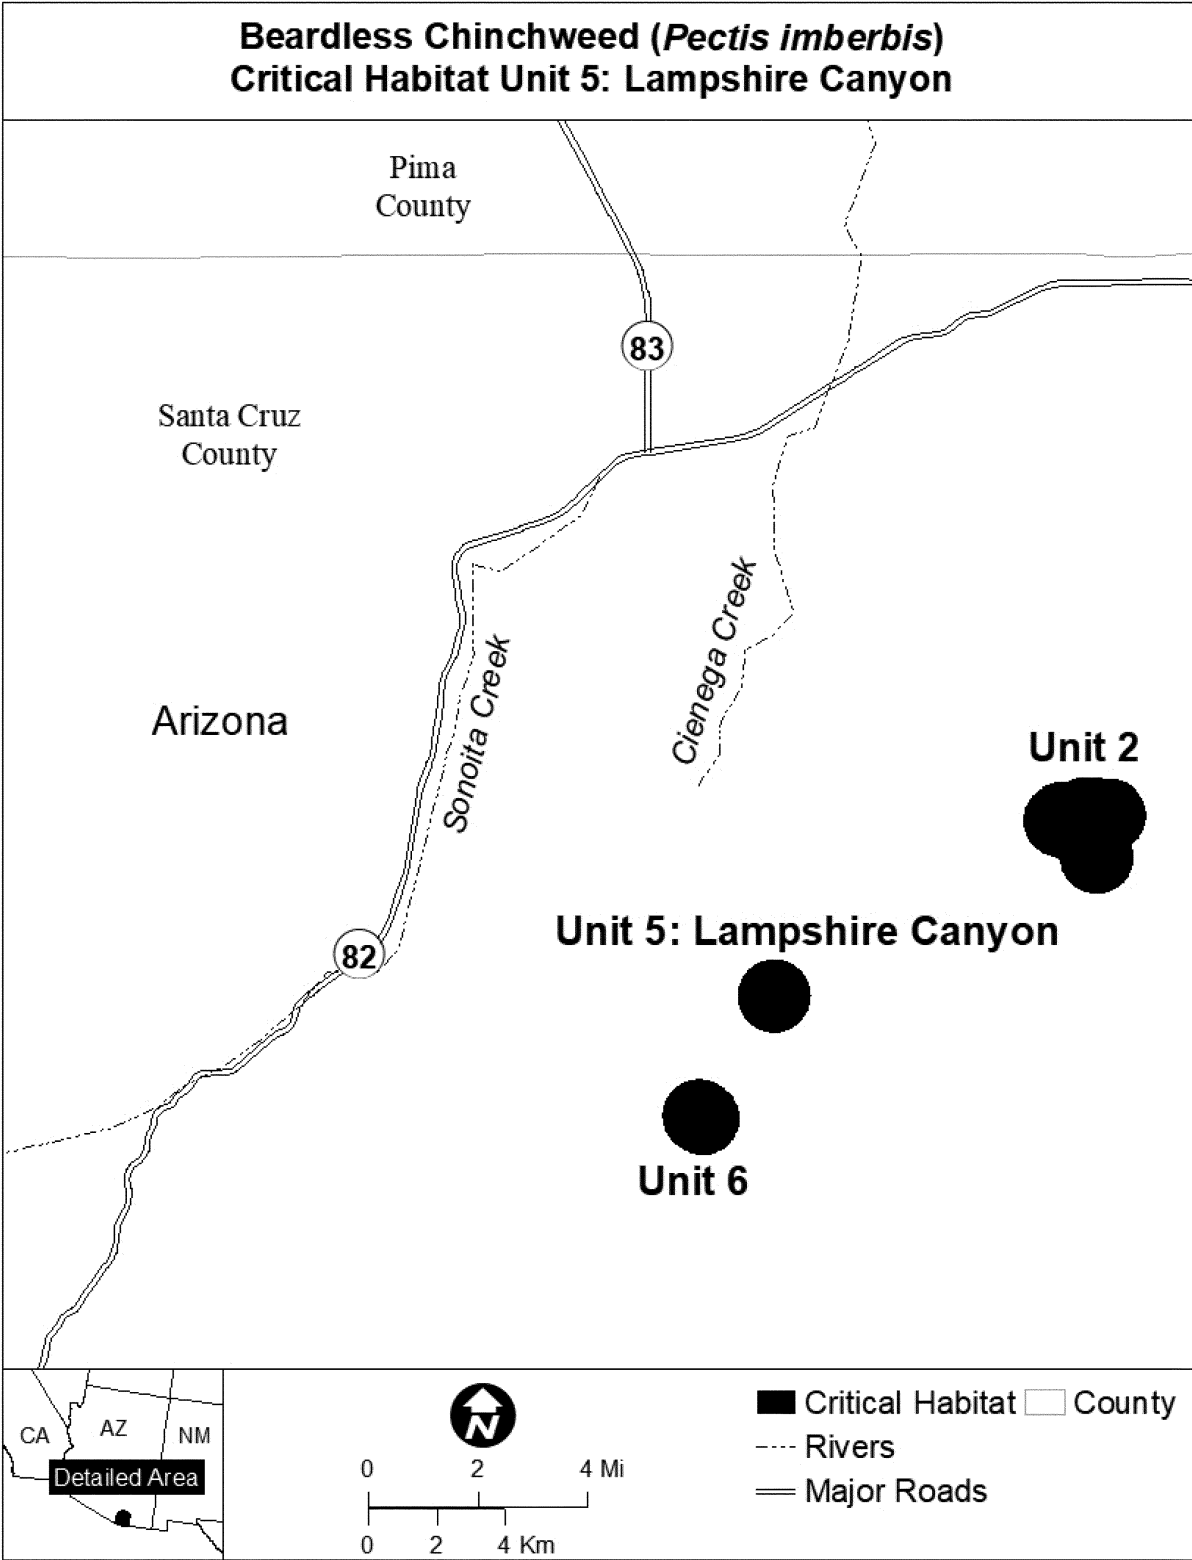 Beardless Chinchweed (Pectis imberbis)
Critical Habitat Unit 5: Lampshire Canyon
Pima
County
83
Santa Cruz
County
Cienega Creek
Sonoita Creek
Arizona
Unit 2
Unit 5: Lampshire Canyon
82
Unit 6
CA
AZ
NM
Detailed Area
N
0 2 4 Mi
0 2 4 Km
Critical Habitat County
Rivers
Major Roads